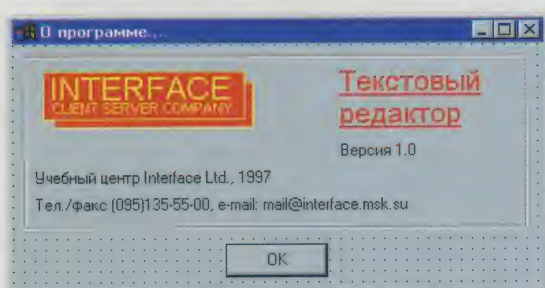 О программе...
INTERFACE
CLIENT SERVER COMPANY
Текстовый
редактор
Версия 1.0
Учебный центр Interface Ltd., 1997
Тел./факс (095)135-55-00, e-mail: mail@interface.msk.su
OK